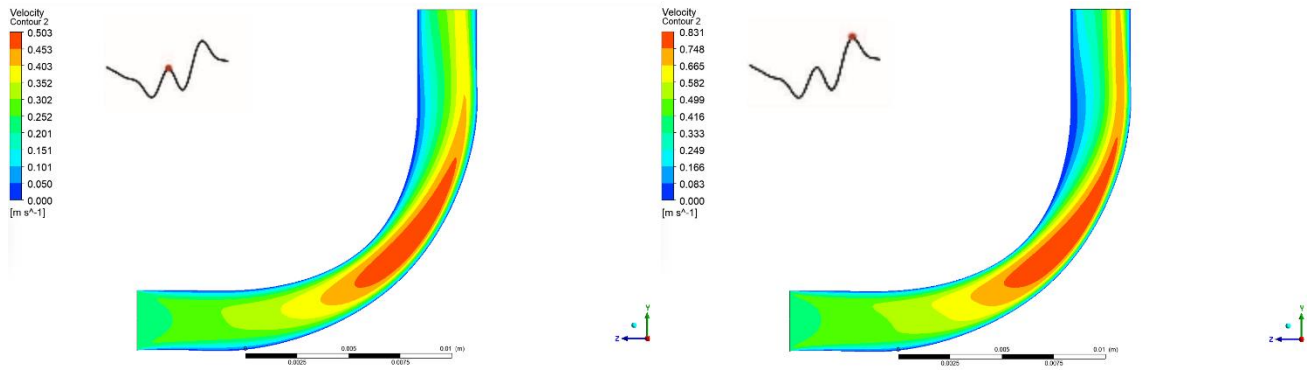 Velocity
Contour 2
0.503
0.453
0.403
0.352
0.302
0.252
0.201
0.151
0.101
0.050
0.000
[m s^-1]
Y
Z
0 0.005 0.01 (m)
0.0025 0.0075
Velocity
Contour 2
0.831
0.748
0.665
0.582
0.499
0.416
0.333
0.249
0.166
0.083
0.000
[m s^-1]
Y
Z
0 0.005 0.01 (m)
0.0025 0.0075